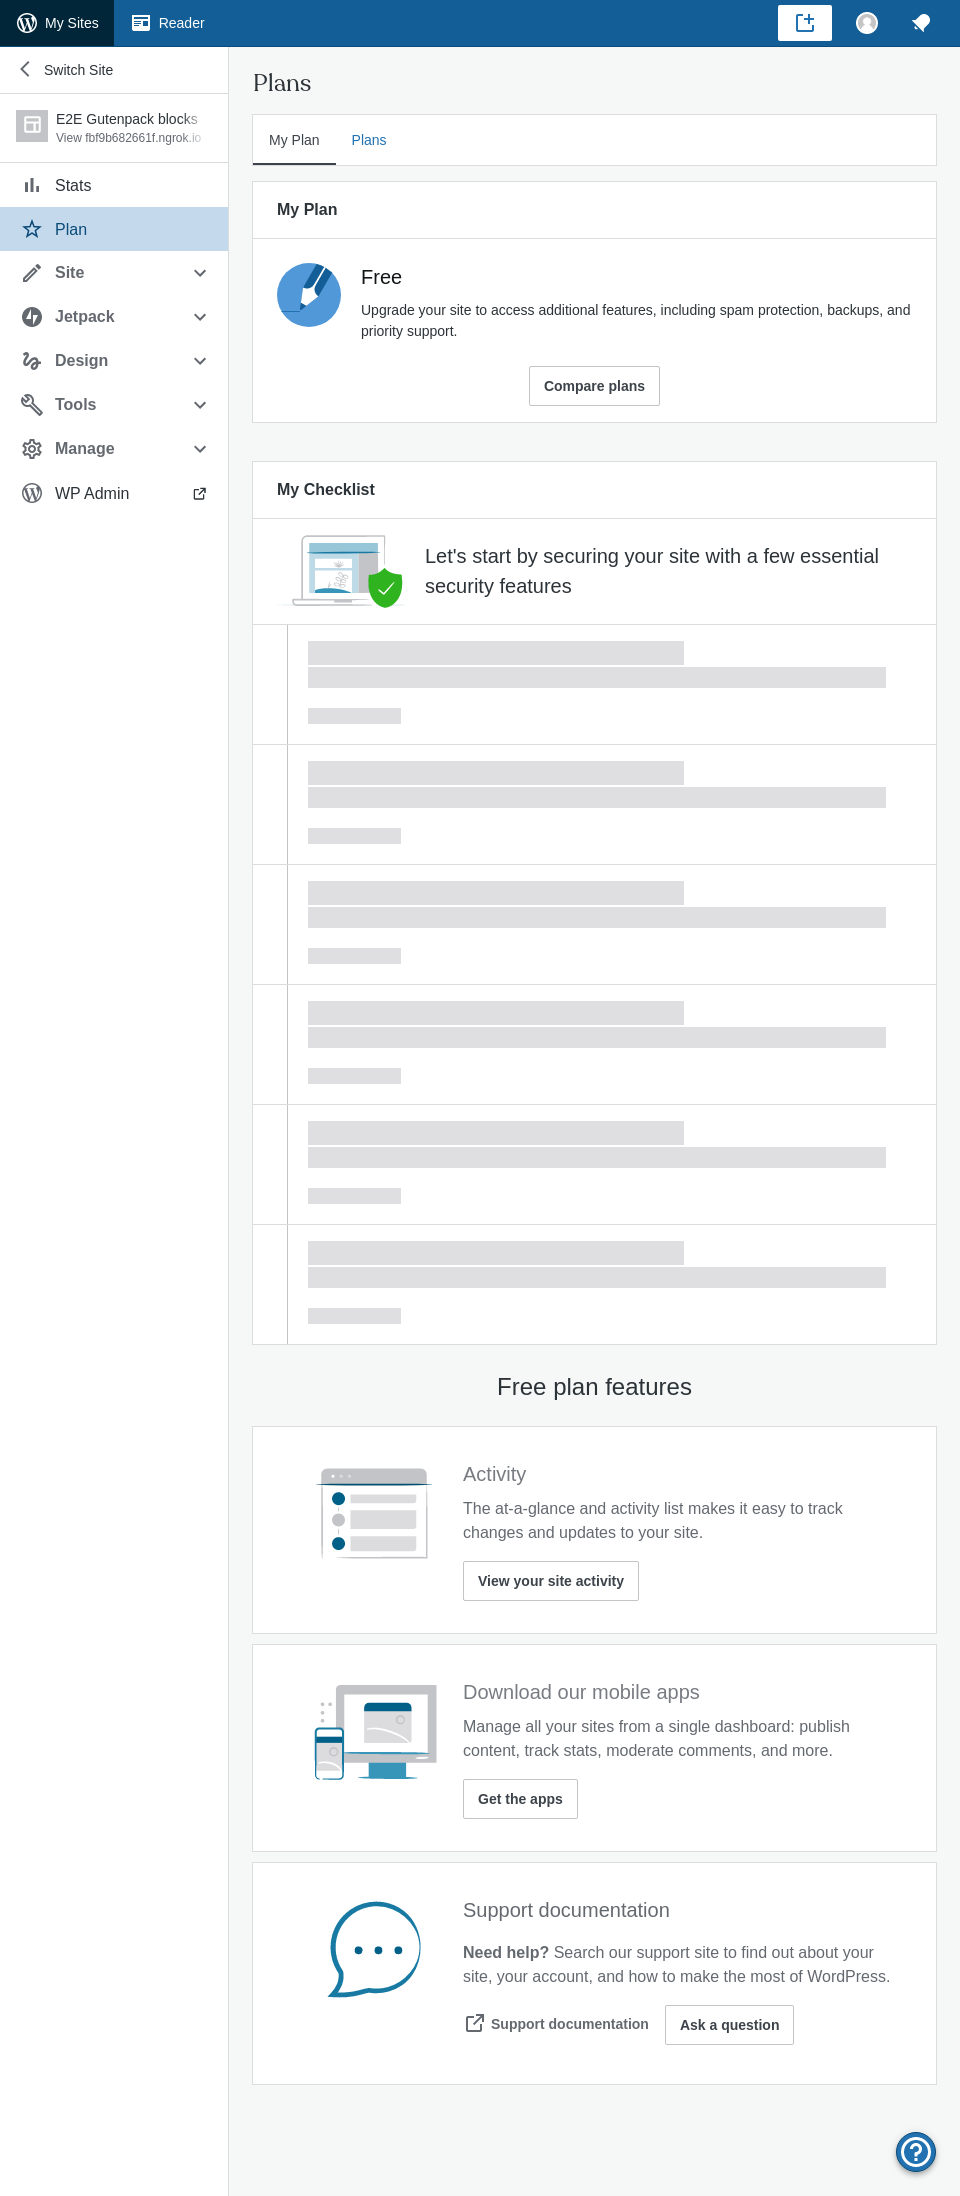 My Sites
Reader
Switch Site
E2E Gutenpack blocks
View fbf9b682661f.ngrok.io
Stats
Plan
Site
Jetpack
Design
Tools
Manage
WP Admin
Plans
My Plan
Plans
My Plan
Free
Upgrade your site to access additional features, including spam protection, backups, and
priority support.
Compare plans
My Checklist
Let's start by securing your site with a few essential
security features
Free plan features
Activity
The at-a-glance and activity list makes it easy to track
changes and updates to your site.
View your site activity
Download our mobile apps
Manage all your sites from a single dashboard: publish
content, track stats, moderate comments, and more.
Get the apps
Support documentation
Need help? Search our support site to find out about your
site, your account, and how to make the most of WordPress.
Support documentation
Ask a question